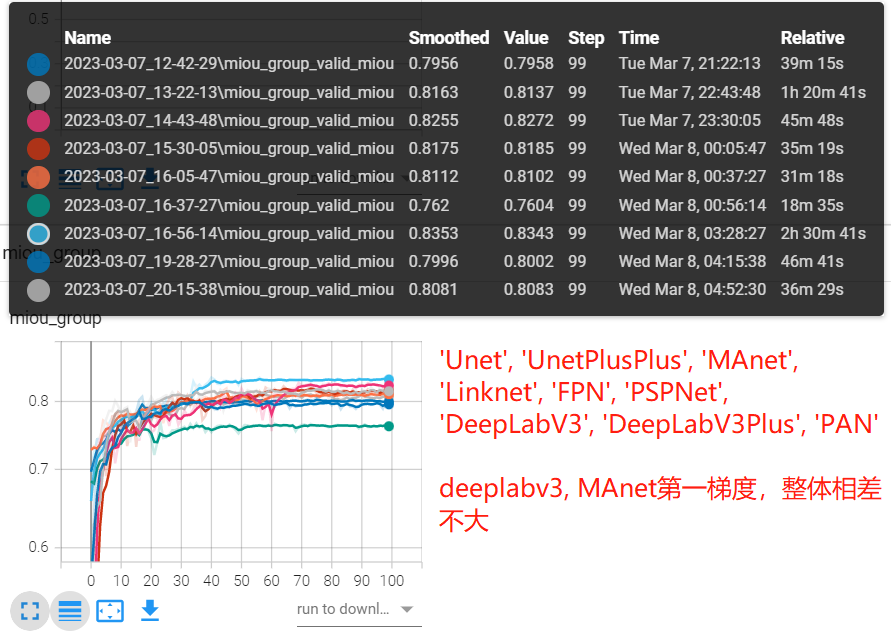 0.5
Name Smoothed Value Step Time Relative
2023-03-07_12-42-29\miou_group_valid_miou 0.7956 0.7958 99 Tue Mar 7, 21:22:13 39m 15s
2023-03-07_13-22-13\miou_group_valid_miou 0.8163 0.8137 99 Tue Mar 7, 22:43:48 1h 20m 41s
2023-03-07_14-43-48\miou_group_valid_miou 0.8255 0.8272 99 Tue Mar 7, 23:30:05 45m 48s
2023-03-07_15-30-05\miou_group_valid_miou 0.8175 0.8185 99 Wed Mar 8, 00:05:47 35m 19s
2023-03-07_16-05-47\miou_group_valid_miou 0.8112 0.8102 99 Wed Mar 8, 00:37:27 31m 18s
2023-03-07_16-37-27\miou_group_valid_miou 0.762 0.7604 99 Wed Mar 8, 00:56:14 18m 35s
2023-03-07_16-56-14\miou_group_valid_miou 0.8353 0.8343 99 Wed Mar 8, 03:28:27 2h 30m 41s
miou_group
2023-03-07_19-28-27\miou_group_valid_miou 0.7996 0.8002 99 Wed Mar 8, 04:15:38 46m 41s
2023-03-07_20-15-38\miou_group_valid_miou 0.8081 0.8083 99 Wed Mar 8, 04:52:30 36m 29s
miou_group
0.8
0.7
0.6
0 10 20 30 40 50 60 70 80 90 100
run to downl...
'Unet', 'UnetPlusPlus', 'MAnet',
'Linknet', 'FPN', 'PSPNet',
'DeepLabV3', 'DeepLabV3Plus', 'PAN'
deeplabv3, MAnet第一梯度，整体相差
不大